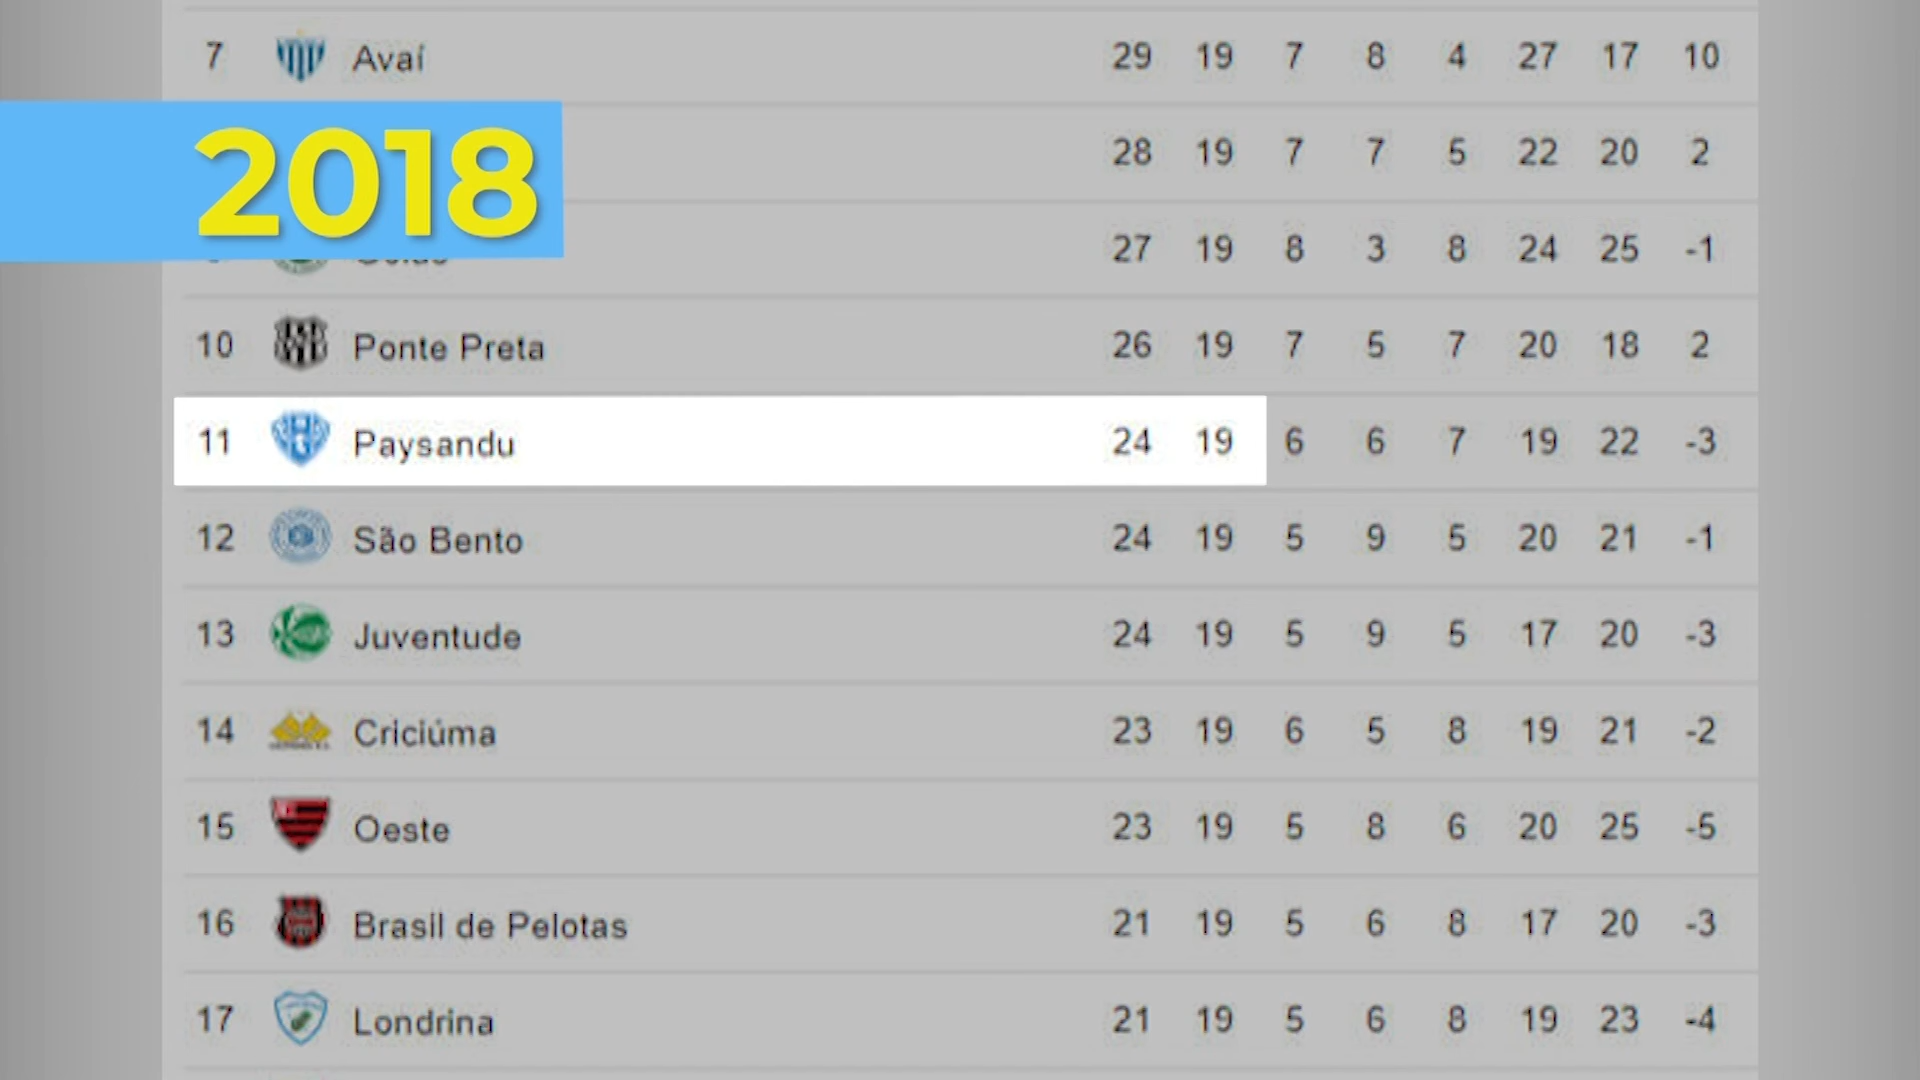 7 Avaí 29 19 7 8 4 27 17 10
2018
28 19 7 7 5 22 20 2
27 19 8 3 8 24 25 -1
10 Ponte Preta 26 19 7 5 7 20 18 2
11 Paysandu 24 19 6 6 7 19 22 -3
12 São Bento 24 19 5 9 5 20 21 -1
13 Juventude 24 19 5 9 5 17 20 -3
14 Criciúma 23 19 6 5 8 19 21 -2
15 Oeste 23 19 5 8 6 20 25 -5
16 Brasil de Pelotas 21 19 5 6 8 17 20 -3
17 Londrina 21 19 5 6 8 19 23 -4